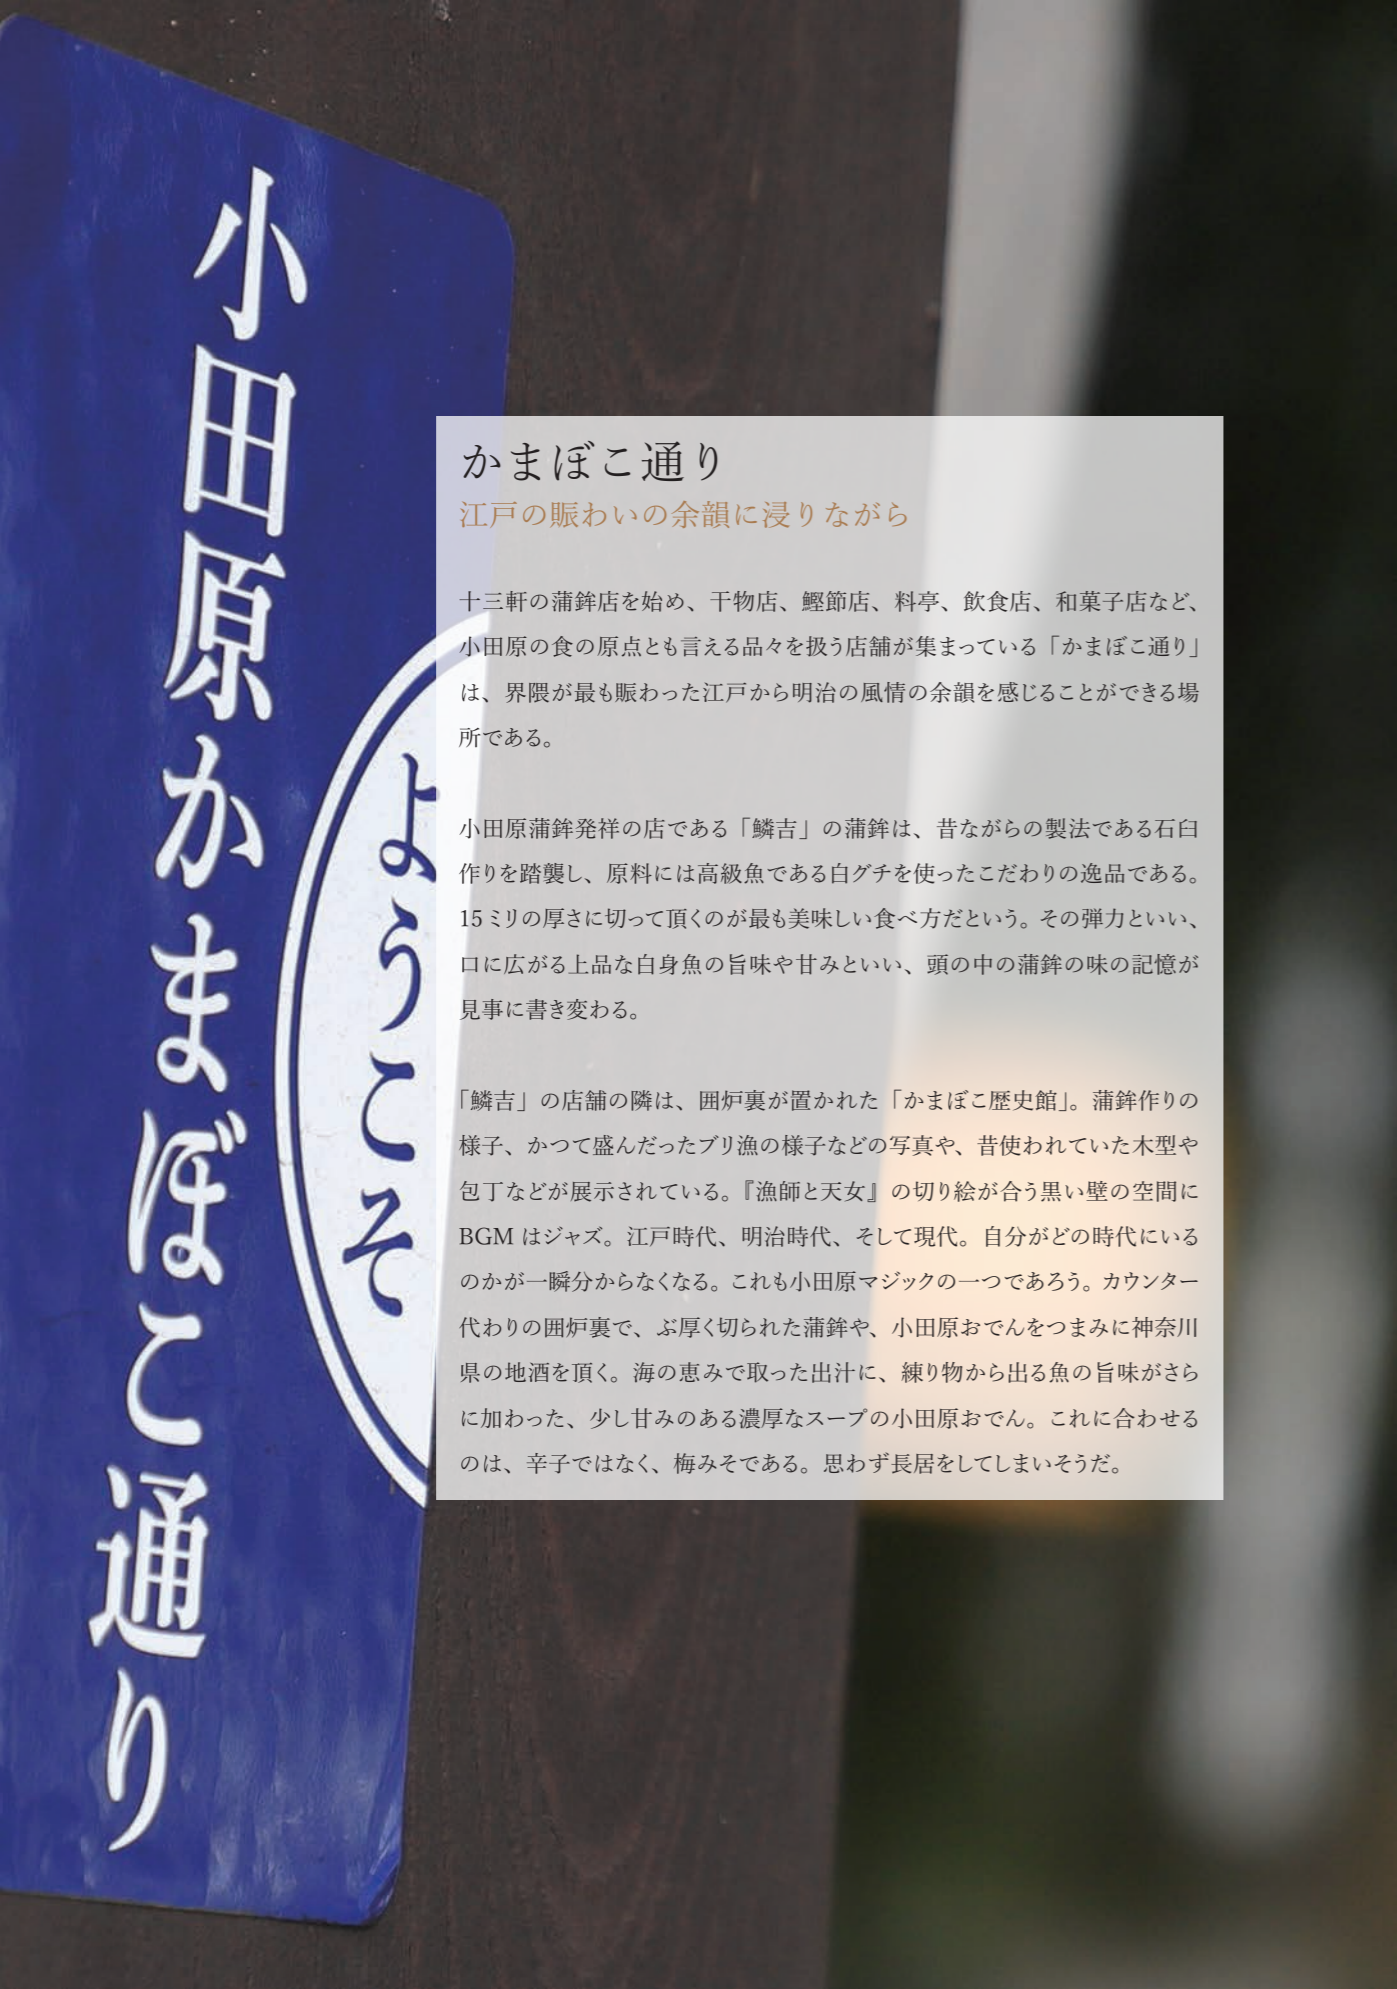 小田原かまぼこ通り
ようこそ
かまぼこ通り
江戸の賑わいの余韻に浸りながら
十三軒の蒲鉾店を始め、干物店、鰹節店、料亭、飲食店、和菓子店など、
小田原の食の原点とも言える品々を扱う店舗が集まっている「かまぼこ通り」
は、界隈が最も賑わった江戸から明治の風情の余韻を感じることができる場
所である。
小田原蒲鉾発祥の店である「鱗吉」の蒲鉾は、昔ながらの製法である石臼
作りを踏襲し、原料には高級魚である白グチを使ったこだわりの逸品である。
15ミリの厚さに切って頂くのが最も美味しい食べ方だという。その弾力といい、
口に広がる上品な白身魚の旨味や甘みといい、頭の中の蒲鉾の味の記憶が
見事に書き変わる。
「鱗吉」の店舗の隣は、囲炉裏が置かれた「かまぼこ歴史館」。蒲鉾作りの
様子、かつて盛んだったブリ漁の様子などの写真や、昔使われていた木型や
包丁などが展示されている。『漁師と天女』の切り絵が合う黒い壁の空間に
BGM はジャズ。江戸時代、明治時代、そして現代。自分がどの時代にいる
のかが一瞬分からなくなる。これも小田原マジックの一つであろう。カウンター
代わりの囲炉裏で、ぶ厚く切られた蒲鉾や、小田原おでんをつまみに神奈川
県の地酒を頂く。海の恵みで取った出汁に、練り物から出る魚の旨味がさら
に加わった、少し甘みのある濃厚なスープの小田原おでん。これに合わせる
のは、辛子ではなく、梅みそである。思わず長居をしてしまいそうだ。